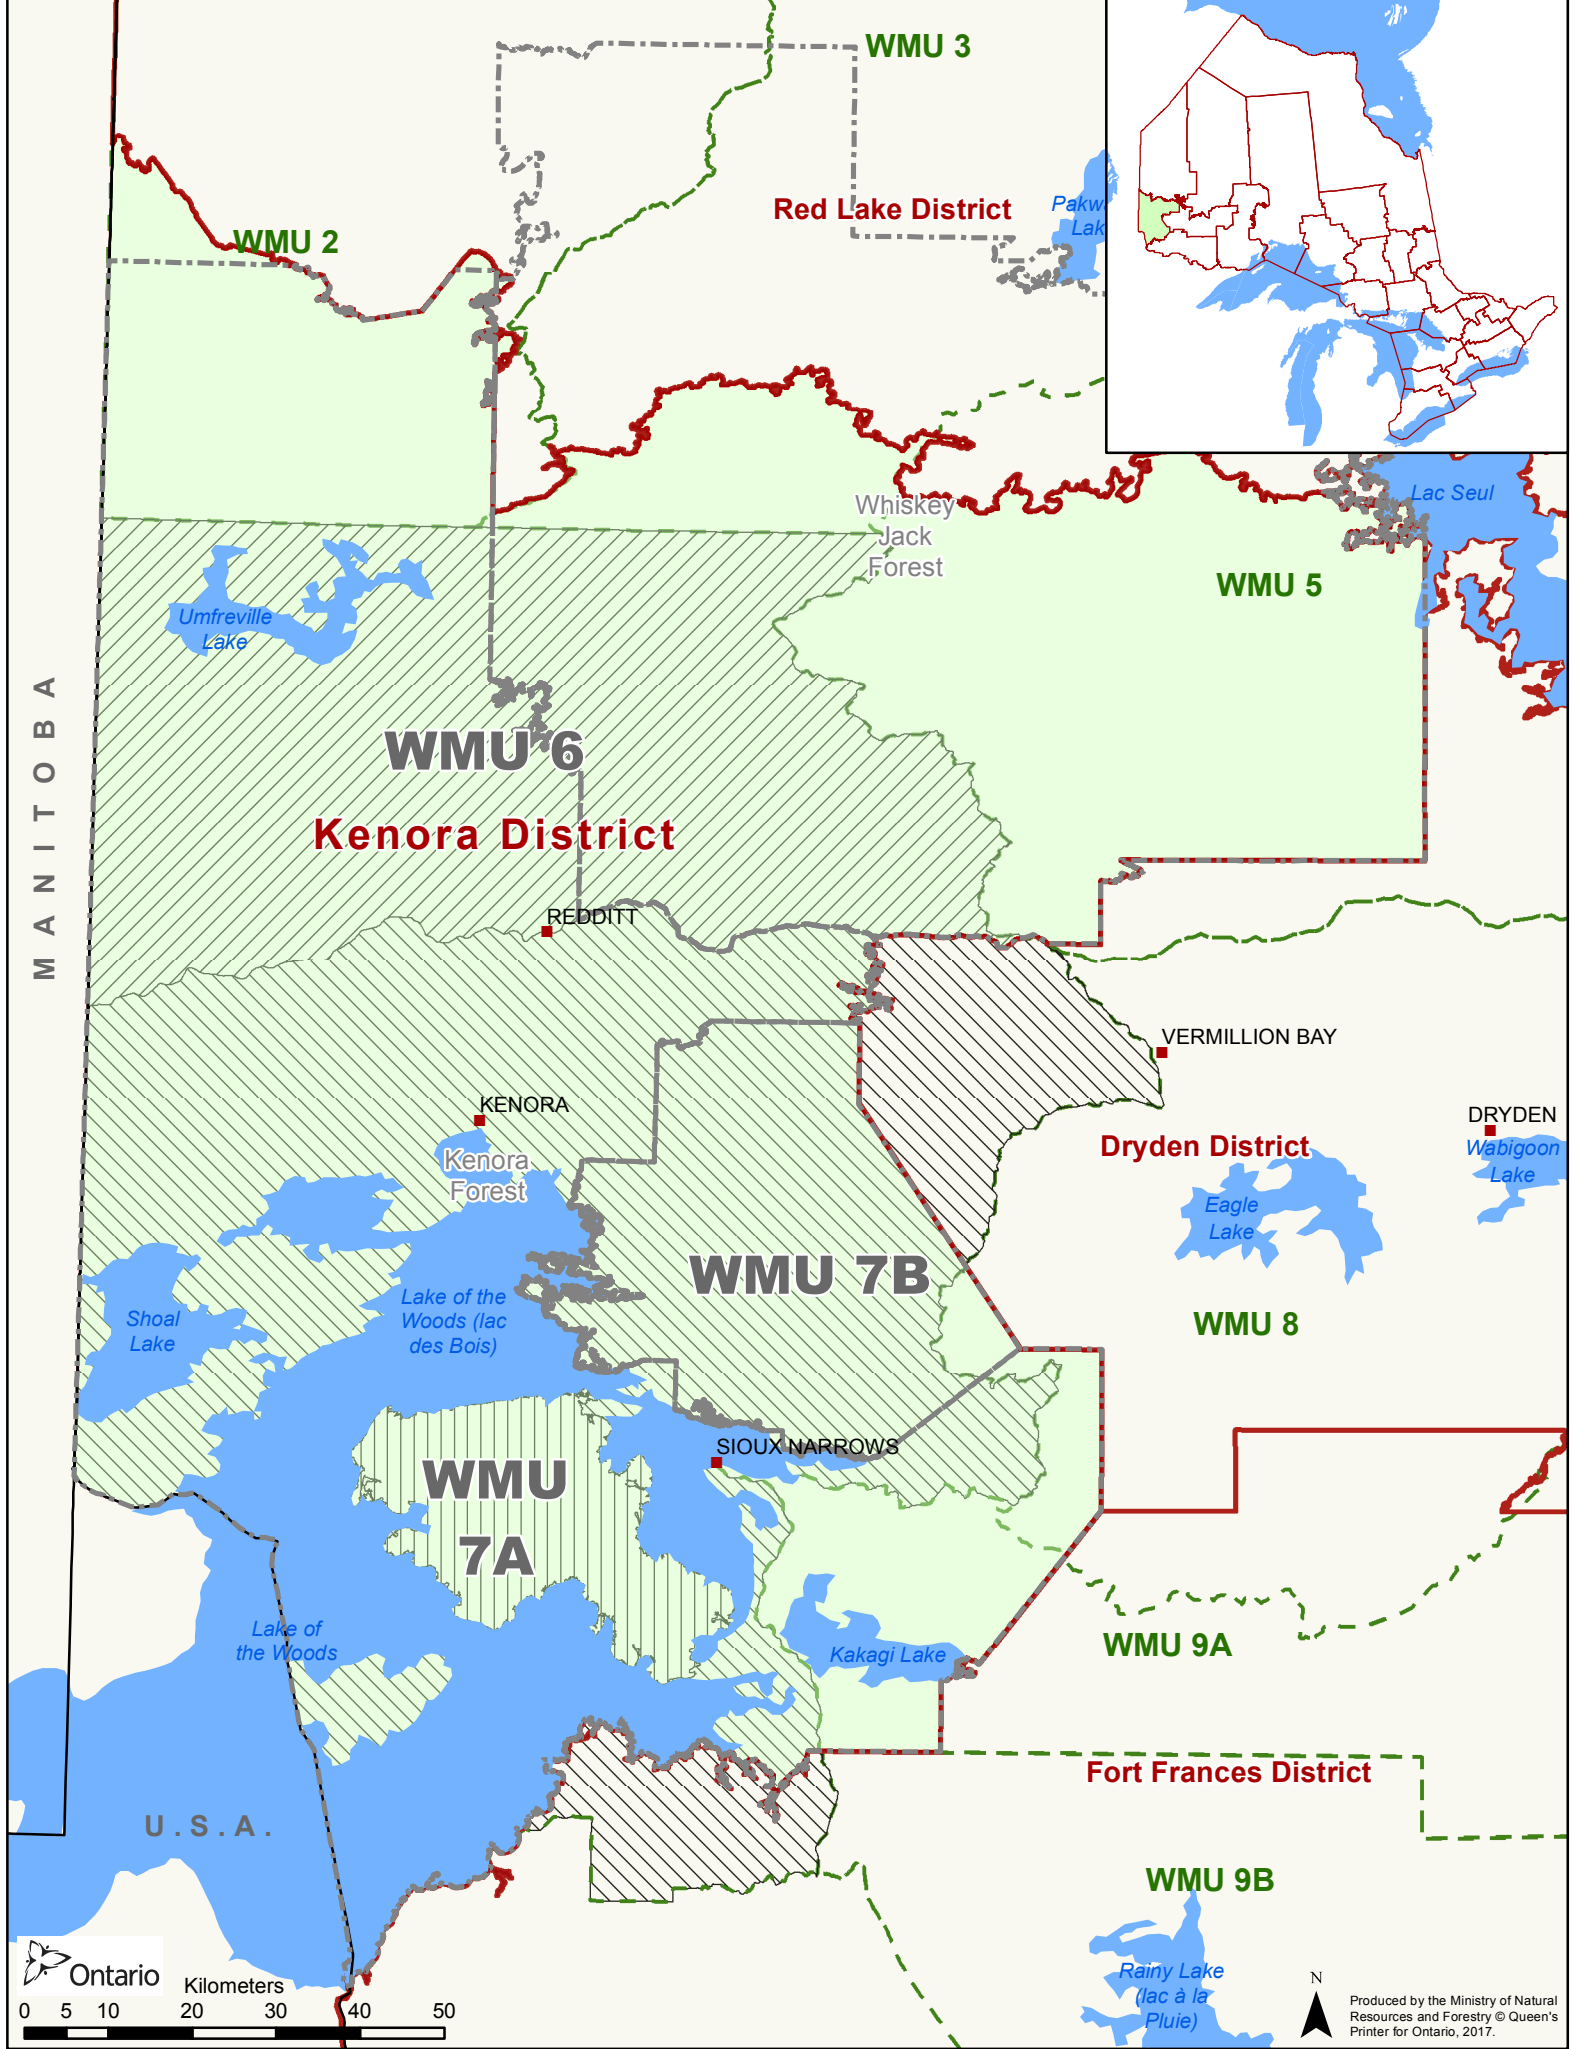 WMU 3
Red Lake District
Pakw
Lak
WMU 2
Lac Seul
Whiskey
Jack
Forest
WMU 5
Umfreville
Lake
MANITOBA
WMU 6
Kenora District
REDDITT
VERMILLION BAY
KENORA
Kenora
Forest
DRYDEN
Wabigoon
Lake
Dryden District
Eagle
Lake
WMU 7B
Lake of the
Woods (lac
des Bois)
Shoal
Lake
WMU 8
SIOUX NARROWS
WMU
7A
Lake of
the Woods
Kakagi Lake
WMU 9A
Fort Frances District
U.S.A.
WMU 9B
Rainy Lake
(lac à la
Pluie)
Ontario
Kilometers
0 5 10 20 30 40 50
N
Produced by the Ministry of Natural
Resources and Forestry © Queen's
Printer for Ontario, 2017.